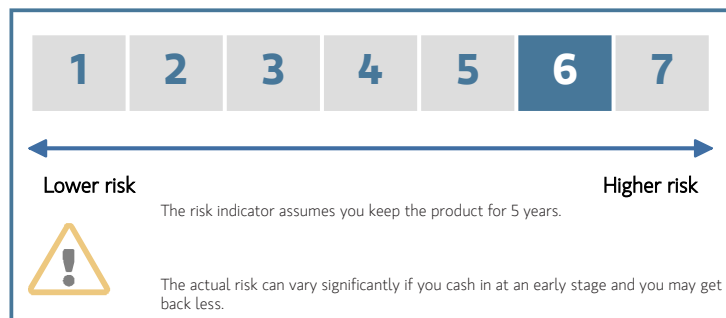 1 2 3 4 5 6 7
Lower risk Higher risk
The risk indicator assumes you keep the product for 5 years.
The actual risk can vary significantly if you cash in at an early stage and you may get
back less.